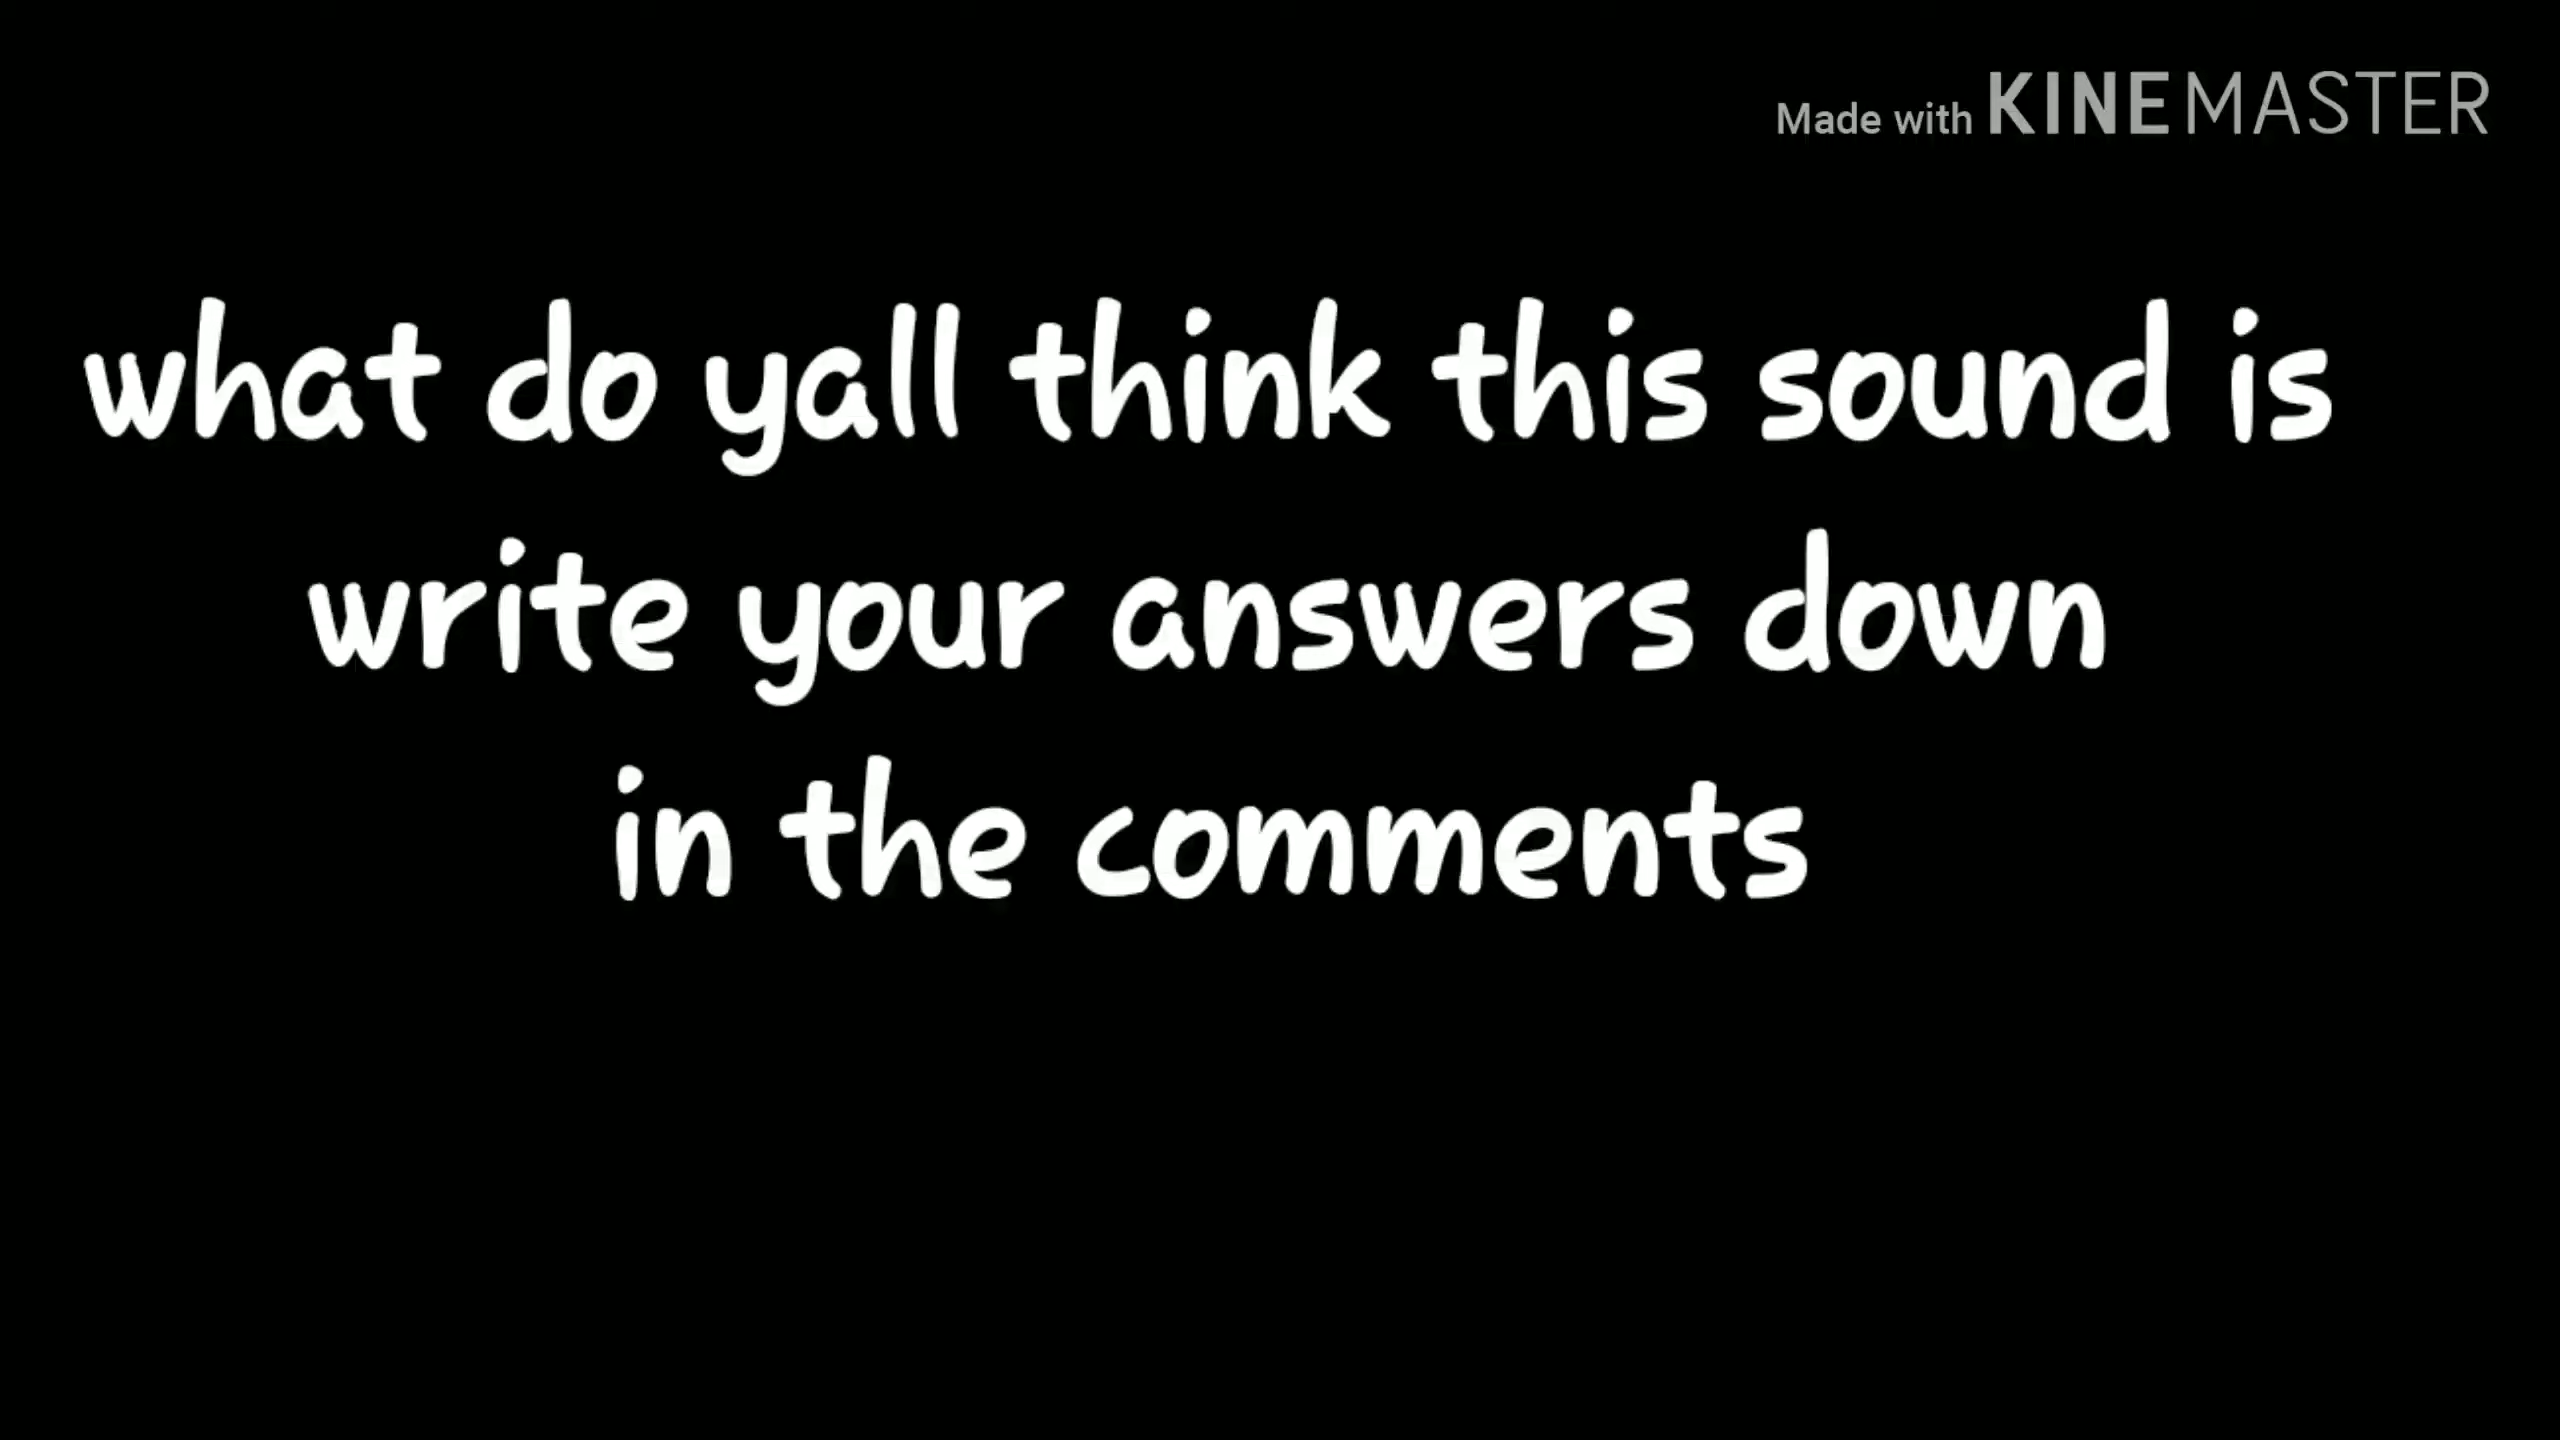 Made with KINEMASTER
what do yall think this sound is
write your answers down
in the comments